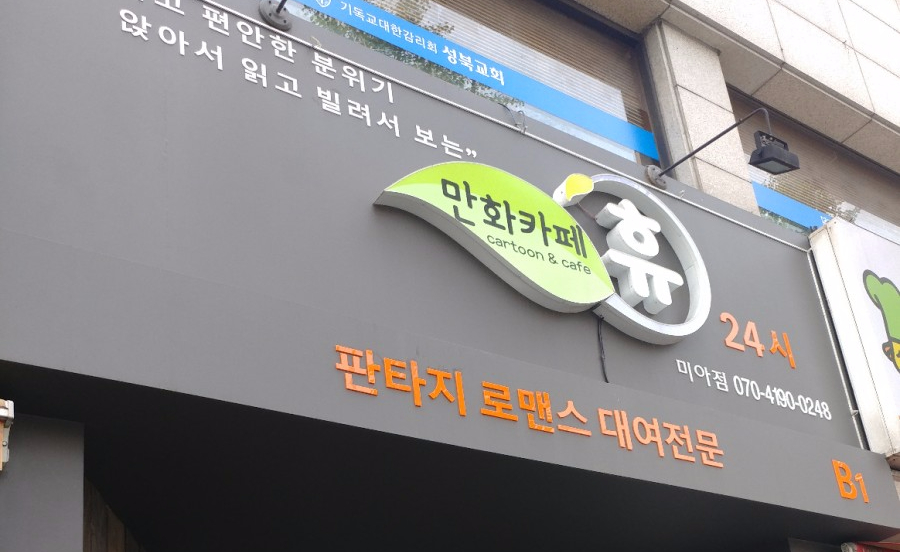 기독교대한감리회 성북교회
편안한 분위기
앉아서 읽고 빌려서 보는”
만화카페
cartoon & cafe
휴
24시
미아점 070-4190-0248
판타지 로맨스 대여전문
B1